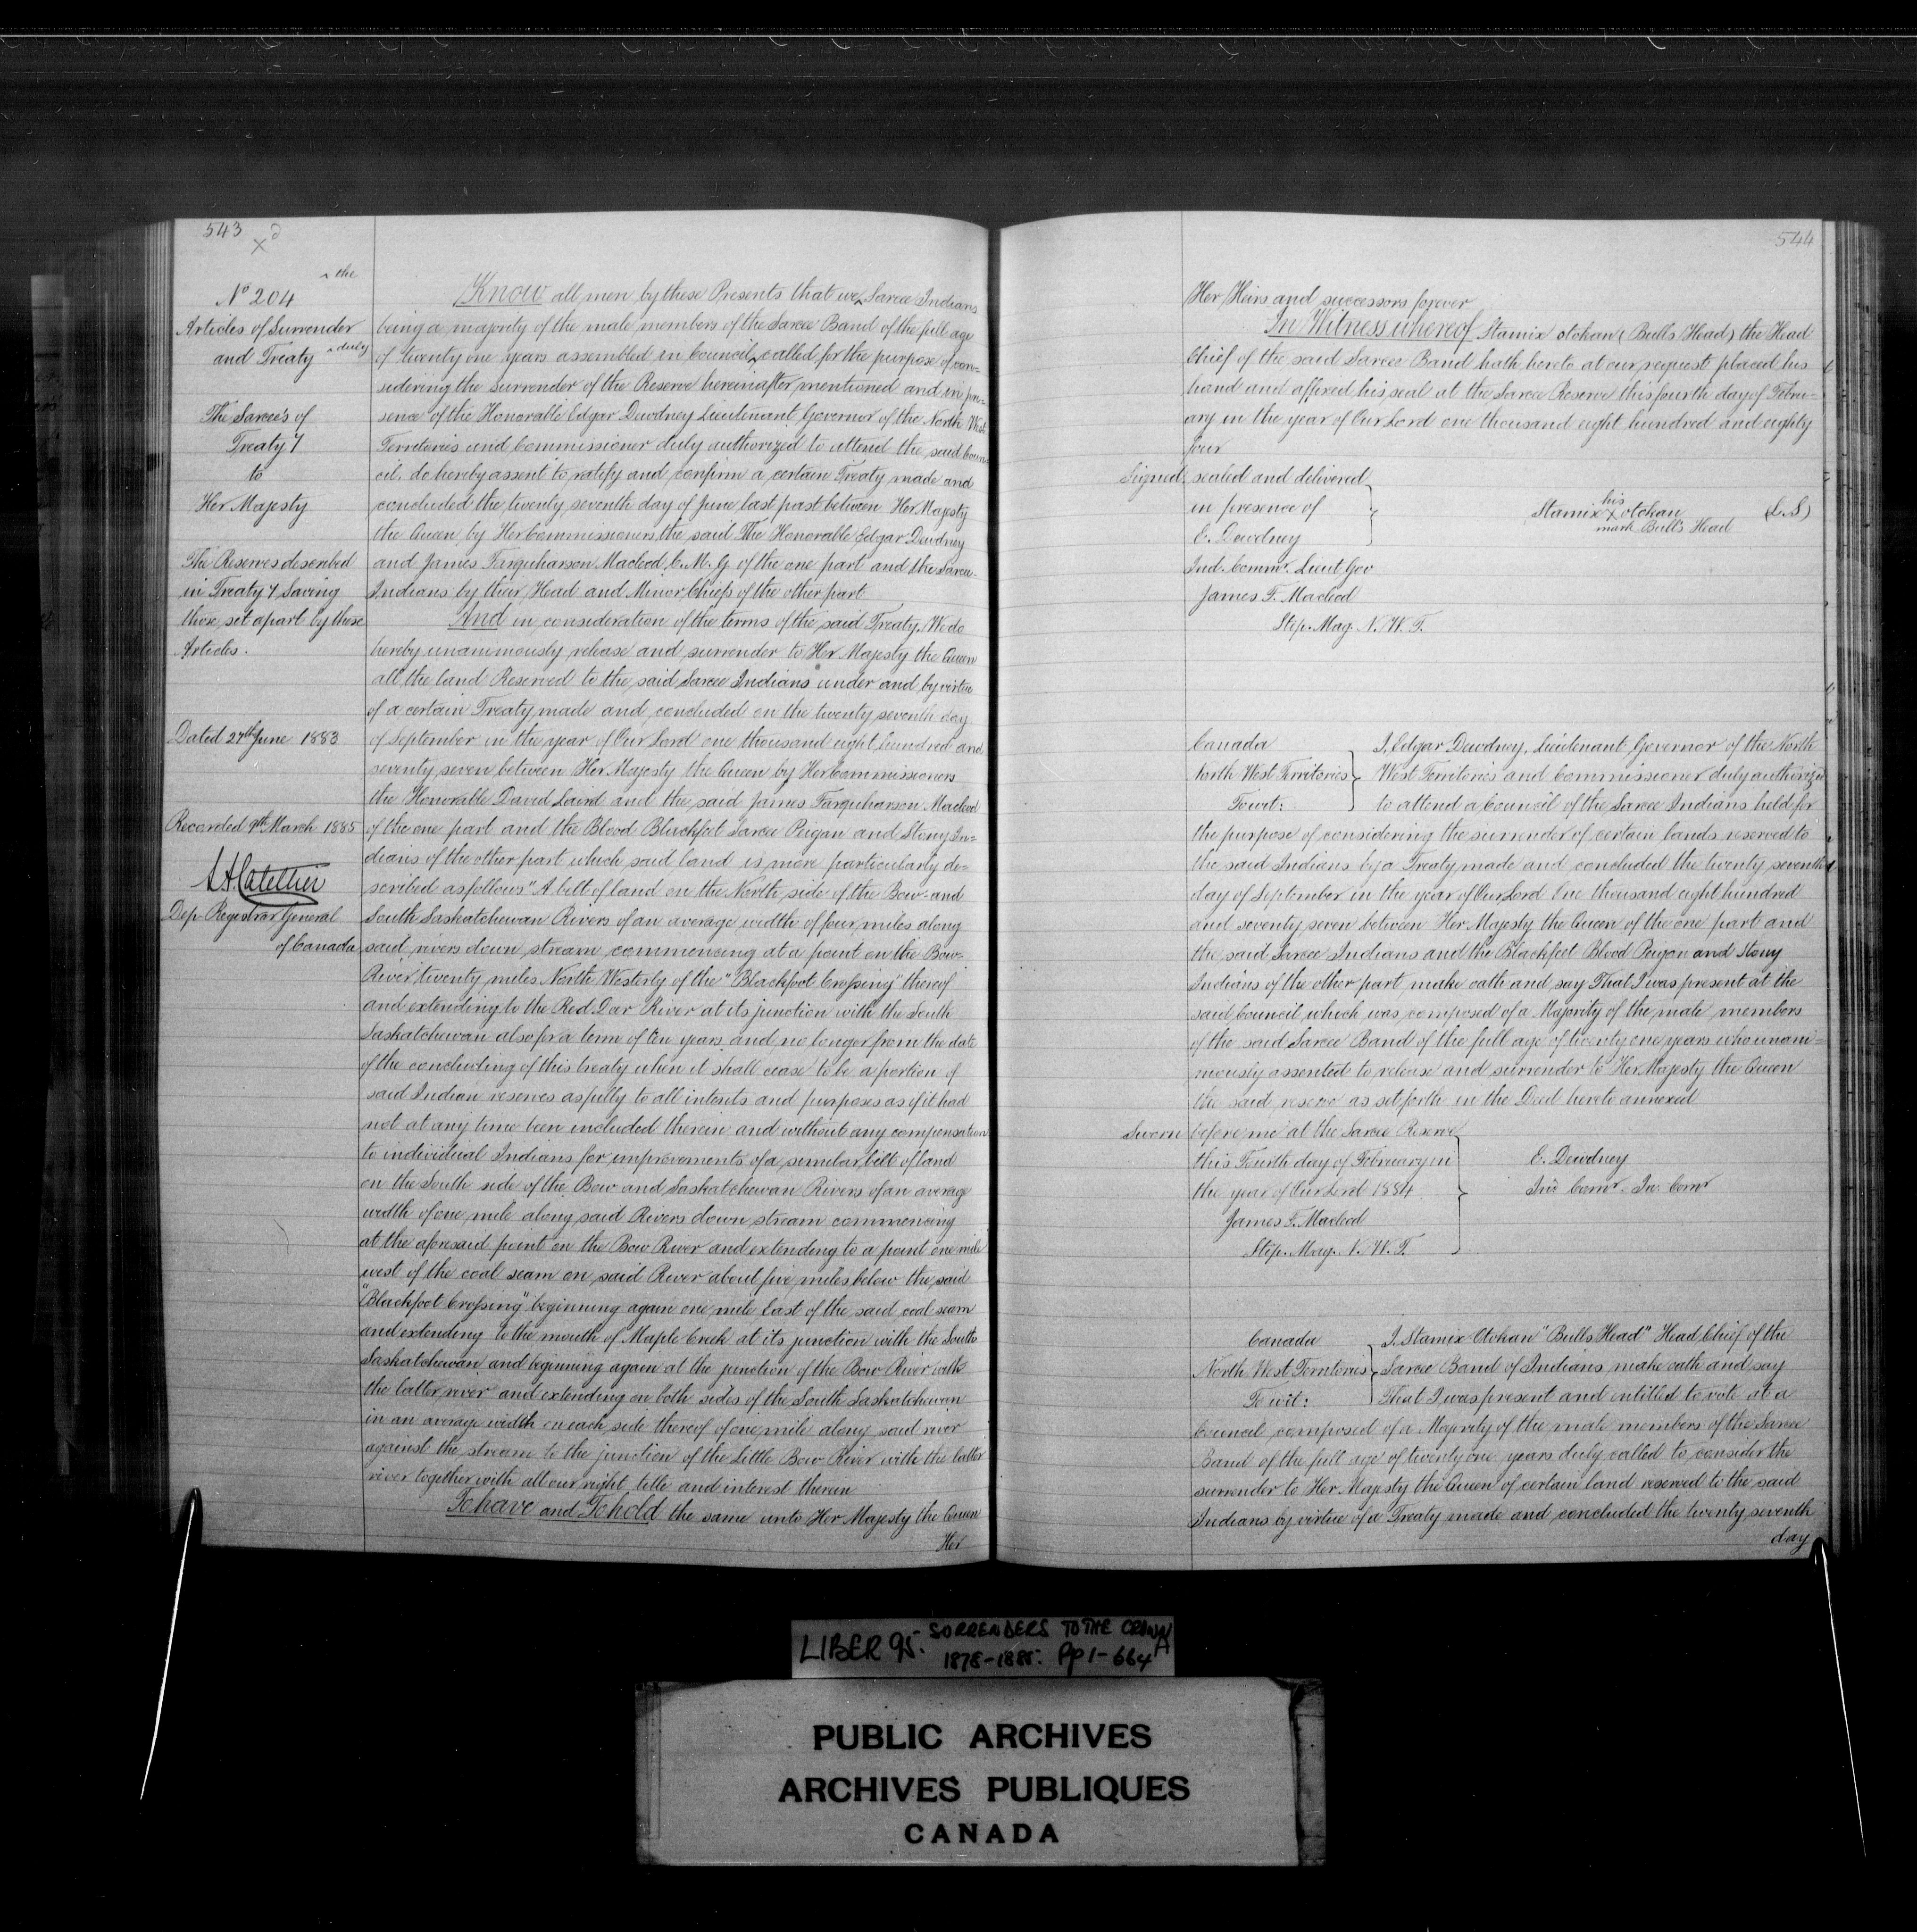 543
No 204
Articles of Surrender
and Treaty
The Sarcee's of
Treaty 7
to
Her Majesty
The Reserves described
in Treaty 7 Saving
those set apart by these
Articles.
Dated 27th June 1883
Recorded 9th March 1885
Dep. Registrar General
of Canada
Know all men by these Presents that we ^the Sarcee Indians
being a majority of the male members of the Sarcee Band of the full age
of twenty one years assembled in Council ^duly called for the purpose of con=
sidering the surrender of the Reserve hereinafter mentioned and in pre=
sence of the Honorable Edgar Dewdney Lieutenant Governor of the North West
Territories and Commissioner duly authorized to attend the said Coun
cil. do hereby assent to ratify and confirm a certain Treaty made and
concluded the twenty seventh day of June last past between Her Majesty
the Queen by Her Commissioners the said The Honorable Edgar Dewdney
and James Farquharson Macleod C. M. G. of the one part and the Sarcee
Indians by their Head and Minor Chiefs of the other part
And in consideration of the terms of the said Treaty. We do
hereby unanimously release and surrender to Her Majesty the Queen
all the land Reserved to the said Sarcee Indians under and by virtue
of a certain Treaty made and concluded on the twenty seventh day
of September in the year of Our Lord one thousand eight hundred and
seventy seven between Her Majesty the Queen by Her Commissioners
the Honorable David Laird and the said James Farquharson Macleod
of the one part and the Blood Blackfeet Sarcee Peigan and Stony In=
dians of the other part which said land is more particularly de=
scribed as follows "A belt of land on the North side of the Bow and
South Saskatchewan Rivers of an average width of four miles along
said rivers down stream commencing at a point on the Bow
River twenty miles North Westerly of the "Blackfoot Crossing" thereof
and extending to the Red Dear River at its junction with the South
Saskatchewan also for a term of ten years and no longer from the date
of the concluding of this treaty when it shall cease to be a portion of
said Indian reserves as fully to all intents and purposes as if it had
not at any time been included therein and without any compensation
to individual Indians for improvements of a similar belt of land
on the South side of the Bow and Saskatchewan Rivers of an average
width of one mile along said Rivers down stream commencing
at the aforesaid point on the Bow River and extending to a point one mile
west of the coal seam on said River about five miles below the said
"Blackfoot Crossing" beginning again one mile East of the said coal seam
and extending to the mouth of Maple Creek at its junction with the South
Saskatchewan and beginning again at the junction of the Bow River with
the latter river and extending on both sides of the South Saskatchewan
in an average width on each side thereof of one mile along said river
against the stream to the junction of the Little Bow River with the latter
river together with all our right title and interest therein
To have and To hold the same unto Her Majesty the Queen
Her
544
Her Heirs and successors forever
In Witness whereof Stamix otokan (Bulls Head) the Head
Chief of the said Sarcee Band hath hereto at our request placed his
hand and affixed his seal at the Sarcee Reserve this fourth day of Febru=
ary in the year of Our Lord one thousand eight hundred and eighty
four
Signed sealed and delivered
in presence of
E. Dewdney
Ind. Commr. Lieut Gov
James F. Macleod
Stip. Mag. N. W. T.
his
Stamix X otokan (L.S)
mark Bull's Head
Canada
North West Territories
To wit:
I, Edgar Dewdney, Lieutenant Governor of the North
West Territories and Commissioner duly authorized
to attend a Council of the Sarcee Indians held for
the purpose of considering the surrender of certain lands reserved to
the said Indians by a Treaty made and concluded the twenty seventh
day of September in the year of Our Lord One thousand eight hundred
and seventy seven between Her Majesty the Queen of the one part and
the said Sarcee Indians and the Blackfeet Blood Peigan and Stony
Indians of the other part, make oath and say That I was present at the
said Council which was composed of a Majority of the male members
of the said Sarcee Band of the full age of twenty one years who unani=
mously assented to release and surrender to Her Majesty the Queen
the said reserve as set forth in the Deed hereto annexed
Sworn before me at the Sarcee Reserve
this Fourth day of February in
the year of Our Lord 1884
James F. Macleod
Stip. Mag. N. W. T.
E. Dewdney
Canada
North West Territories
To wit:
I, Stamix Otokan "Bulls Head" Head Chief of the
Sarcee Band of Indians, make oath and say
That I was present and intitled to vote at a
Council composed of a Majority of the male members of the Sarcee
Band of the full age of twenty one years duly called to consider the
surrender to Her Majesty the Queen of certain land reserved to the said
Indians by virtue of a Treaty made and concluded the twenty seventh
day
LIBER 95. SURRENDERS TO THE CROWN
1878-1885. Pp 1-664
PUBLIC ARCHIVES
ARCHIVES PUBLIQUES
CANADA